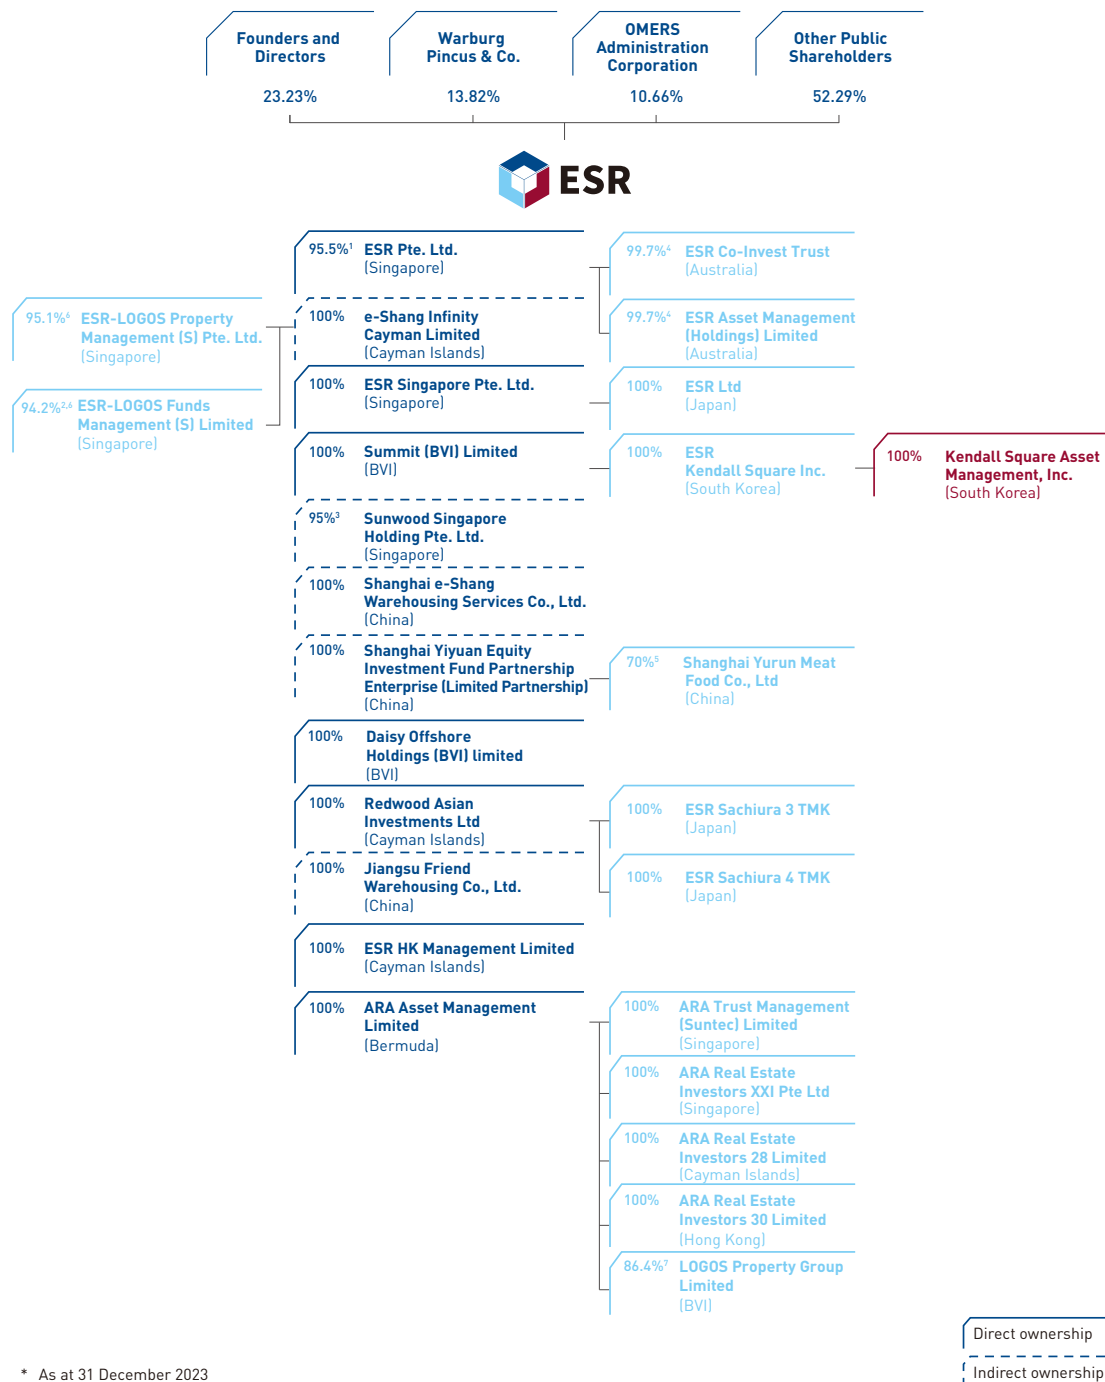 Founders and
Directors
23.23%
Warburg
Pincus & Co.
13.82%
OMERS
Administration
Corporation
10.66%
Other Public
Shareholders
52.29%
ESR
95.1%6 ESR-LOGOS Property
Management (S) Pte. Ltd.
(Singapore)
94.2%2,6 ESR-LOGOS Funds
Management (S) Limited
(Singapore)
95.5%1 ESR Pte. Ltd.
(Singapore)
100% e-Shang Infinity
Cayman Limited
(Cayman Islands)
100% ESR Singapore Pte. Ltd.
(Singapore)
100% Summit (BVI) Limited
(BVI)
95%3 Sunwood Singapore
Holding Pte. Ltd.
(Singapore)
100% Shanghai e-Shang
Warehousing Services Co., Ltd.
(China)
100% Shanghai Yiyuan Equity
Investment Fund Partnership
Enterprise (Limited Partnership)
(China)
100% Daisy Offshore
Holdings (BVI) limited
(BVI)
100% Redwood Asian
Investments Ltd
(Cayman Islands)
100% Jiangsu Friend
Warehousing Co., Ltd.
(China)
100% ESR HK Management Limited
(Cayman Islands)
100% ARA Asset Management
Limited
(Bermuda)
99.7%4 ESR Co-Invest Trust
(Australia)
99.7%4 ESR Asset Management
(Holdings) Limited
(Australia)
100% ESR Ltd
(Japan)
100% ESR
Kendall Square Inc.
(South Korea)
100% Kendall Square Asset
Management, Inc.
(South Korea)
70%5 Shanghai Yurun Meat
Food Co., Ltd
(China)
100% ESR Sachiura 3 TMK
(Japan)
100% ESR Sachiura 4 TMK
(Japan)
100% ARA Trust Management
(Suntec) Limited
(Singapore)
100% ARA Real Estate
Investors XXI Pte Ltd
(Singapore)
100% ARA Real Estate
Investors 28 Limited
(Cayman Islands)
100% ARA Real Estate
Investors 30 Limited
(Hong Kong)
86.4%7 LOGOS Property Group
Limited
(BVI)
Direct ownership
Indirect ownership
* As at 31 December 2023